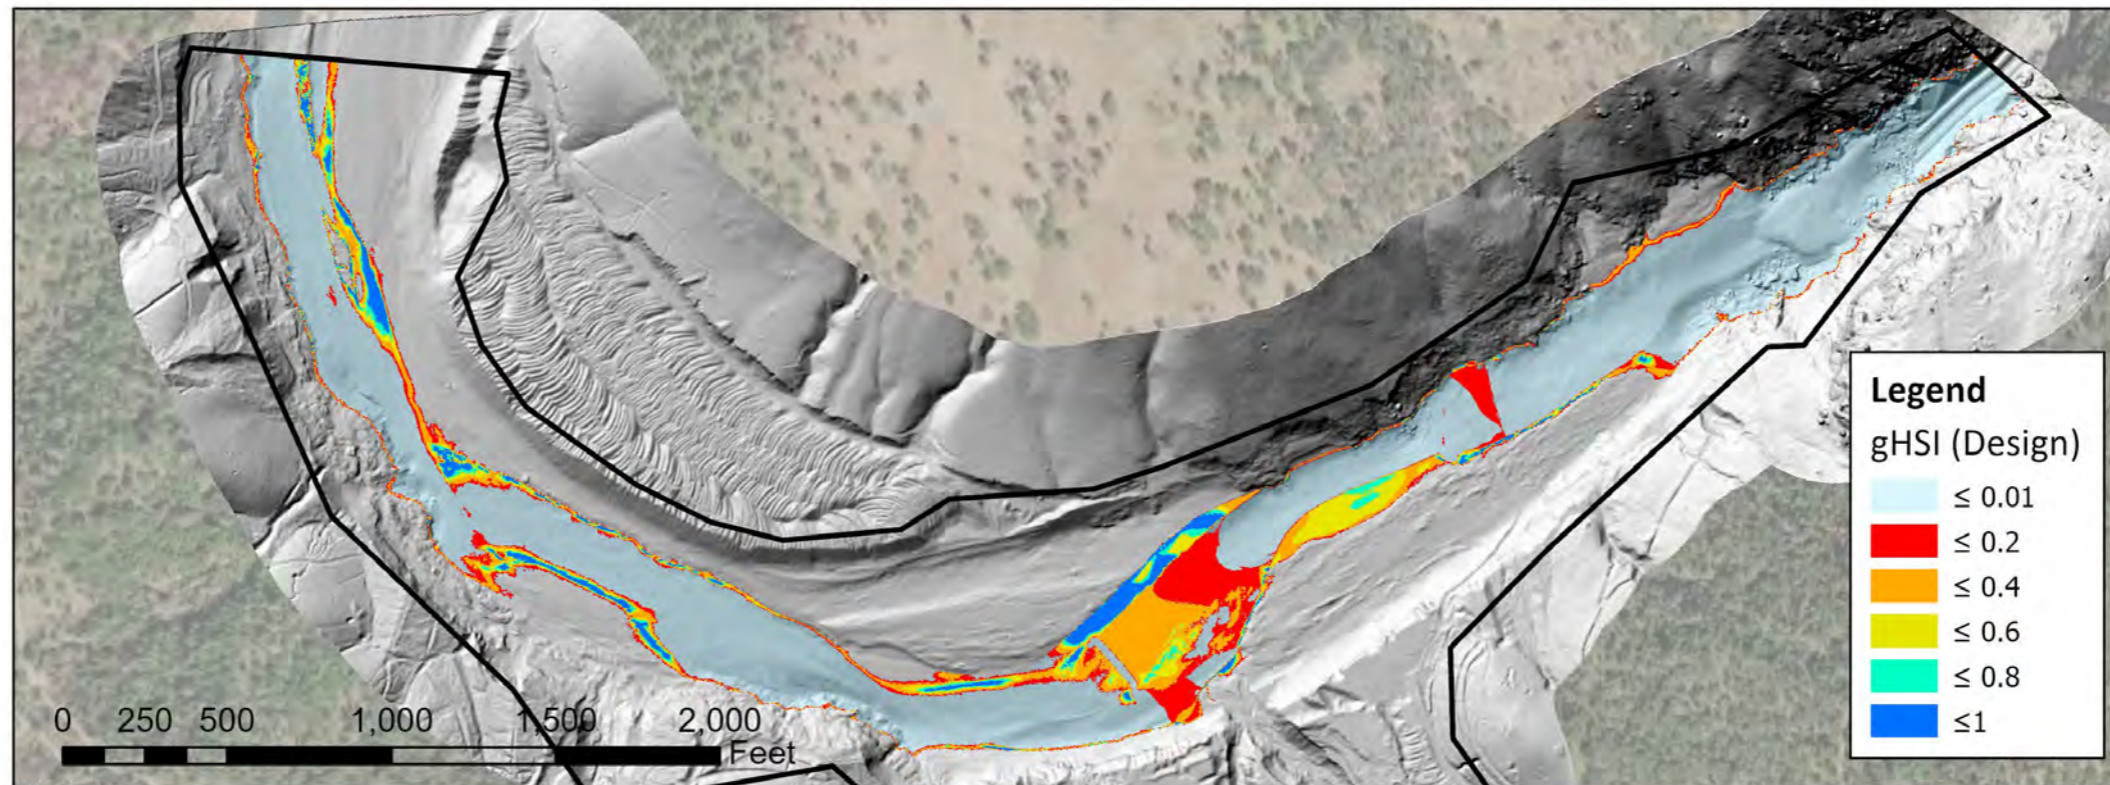 Legend
gHSI (Design)
≤ 0.01
≤ 0.2
≤ 0.4
≤ 0.6
≤ 0.8
≤1
0 250 500 1,000 1,500 2,000
Feet